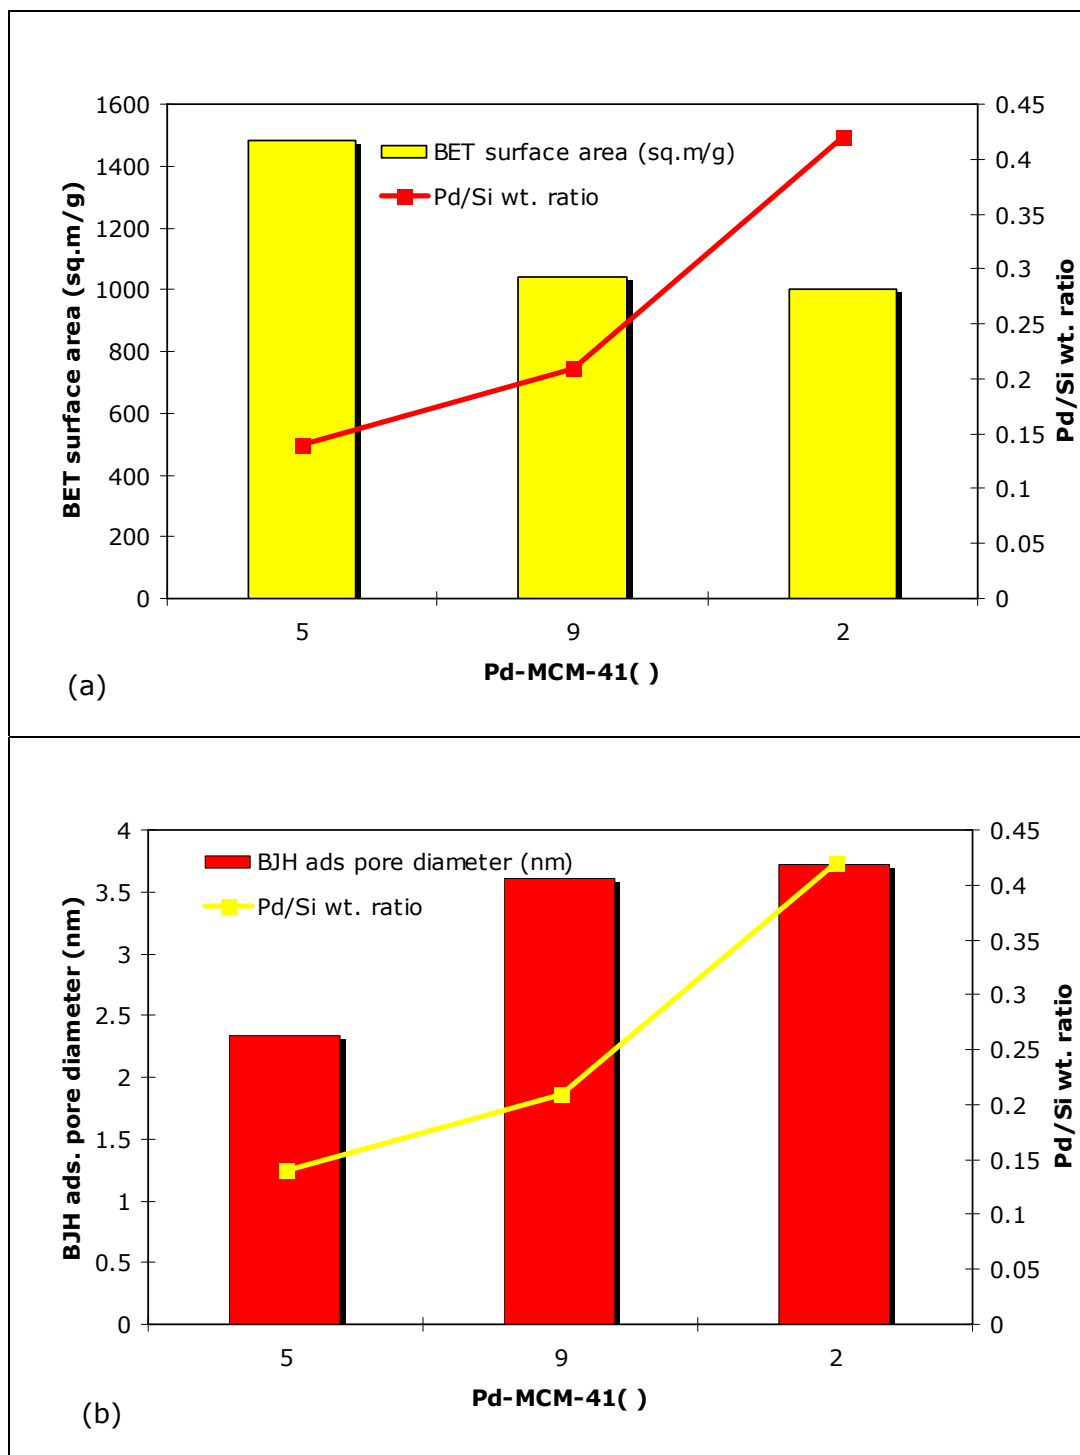 1600
1400
1200
1000
800
600
400
200
0
BET surface area (sq.m/g)
BET surface area (sq.m/g)
Pd/Si wt. ratio
0.45
0.4
0.35
0.3
0.25
0.2
0.15
0.1
0.05
0
Pd/Si wt. ratio
5 9 2
Pd-MCM-41( )
(a)
4
3.5
3
2.5
2
1.5
1
0.5
0
BJH ads. pore diameter (nm)
BJH ads pore diameter (nm)
Pd/Si wt. ratio
0.45
0.4
0.35
0.3
0.25
0.2
0.15
0.1
0.05
0
Pd/Si wt. ratio
5 9 2
Pd-MCM-41( )
(b)